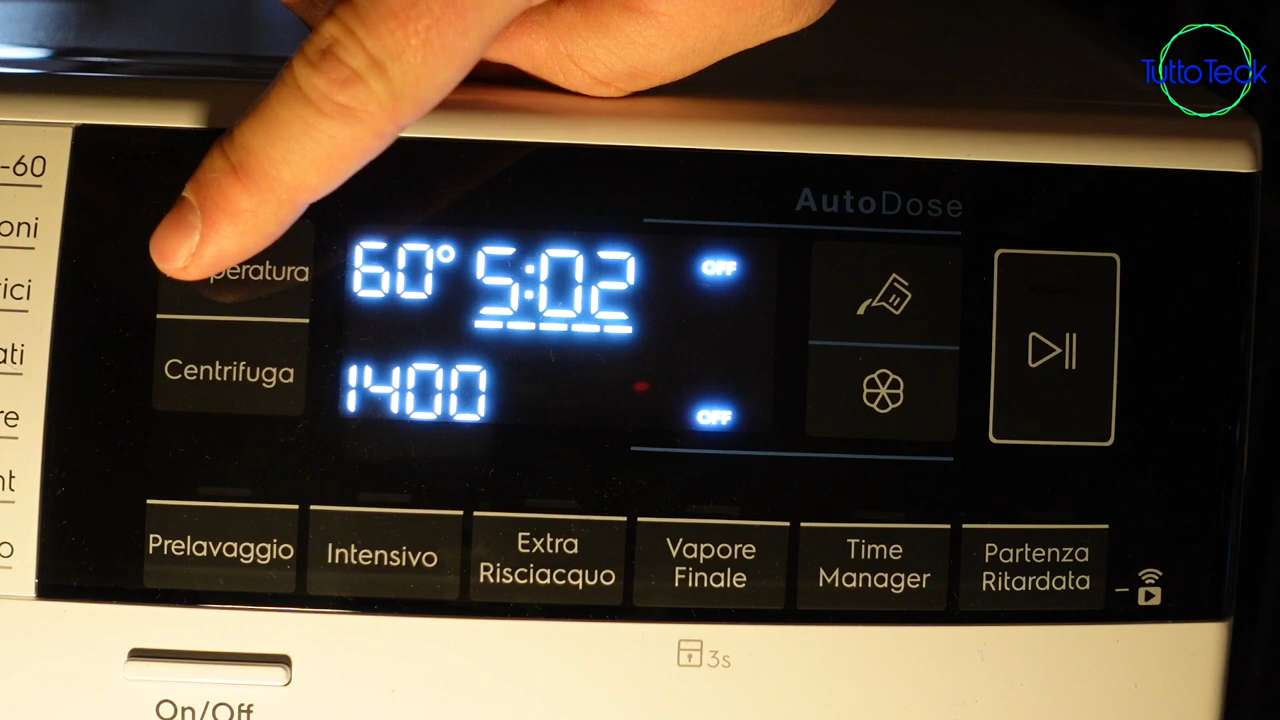 TuttoTeck
-60
oni
rici
ati
re
nt
o
AutoDose
peratura
60° 5:02
OFF
Centrifuga
1400
OFF
Prelavaggio
Intensivo
Extra
Risciacquo
Vapore
Finale
Time
Manager
Partenza
Ritardata
3s
On/Off